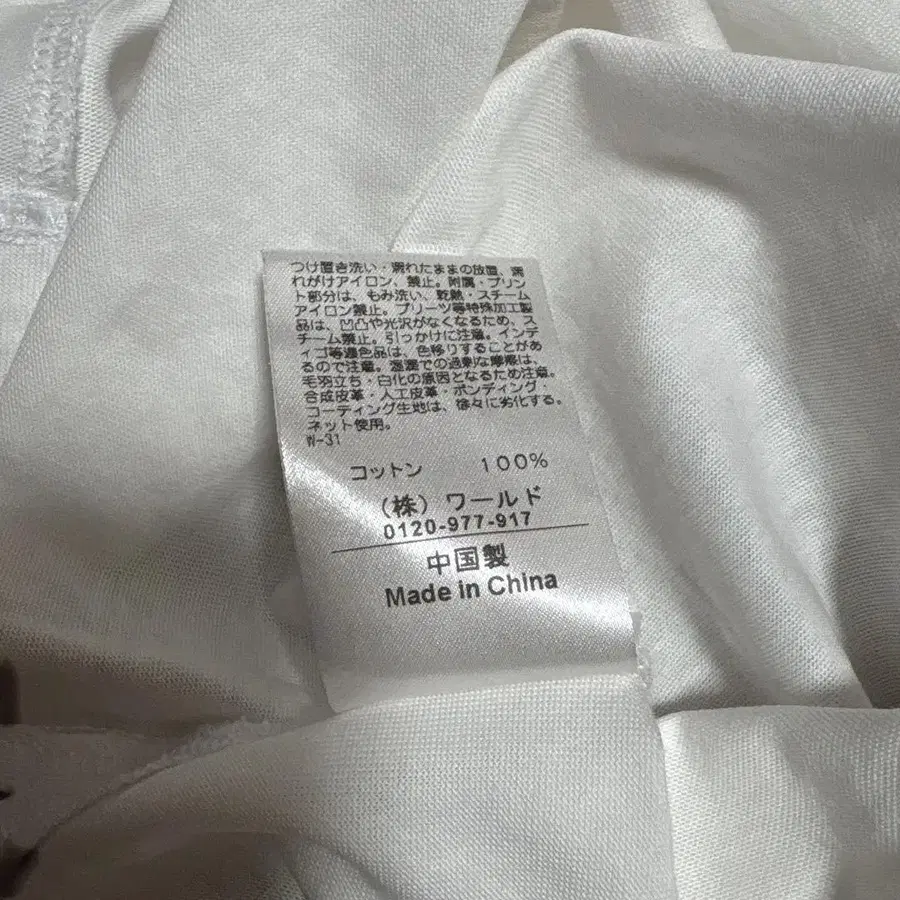 つけ置き洗い・濡れたままの放置、濡
れがけアイロン、禁止。附属・プリン
ト部分は、もみ洗い、乾熱・スチーム
アイロン禁止。プリーツ等特殊加工製
品は、凹凸や光沢がなくなるため、ス
チーム禁止。引っかけに注意。インデ
ィゴ等濃色品は、色移りすることがあ
るので注意。湿潤での過剰な摩擦は、
毛羽立ち・白化の原因となるため注意。
合成皮革・人工皮革・ボンディング・
コーティング生地は、徐々に劣化する。
ネット使用。
W-31
コットン 100%
(株)ワールド
0120-977-917
中国製
Made in China